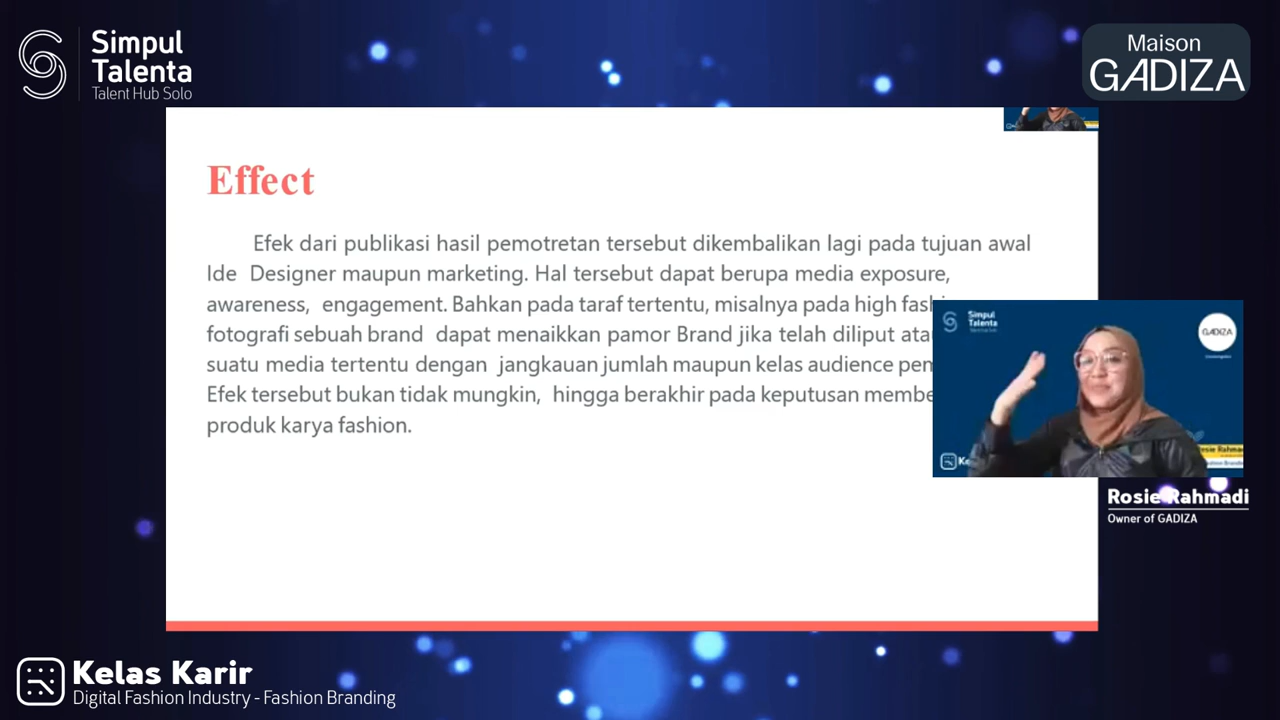 Simpul
Talenta
Talent Hub Solo
Maison
GADIZA
Effect
Efek dari publikasi hasil pemotretan tersebut dikembalikan lagi pada tujuan awal
Ide Designer maupun marketing. Hal tersebut dapat berupa media exposure,
awareness, engagement. Bahkan pada taraf tertentu, misalnya pada high
fotografi sebuah brand dapat menaikkan pamor Brand jika telah diliput
suatu media tertentu dengan jangkauan jumlah maupun kelas audience
Efek tersebut bukan tidak mungkin, hingga berakhir pada keputusan
produk karya fashion.
Simpul
Talenta
GADIZA
Rosie Rahmadi
Owner of GADIZA
Kelas Karir
Digital Fashion Industry - Fashion Branding